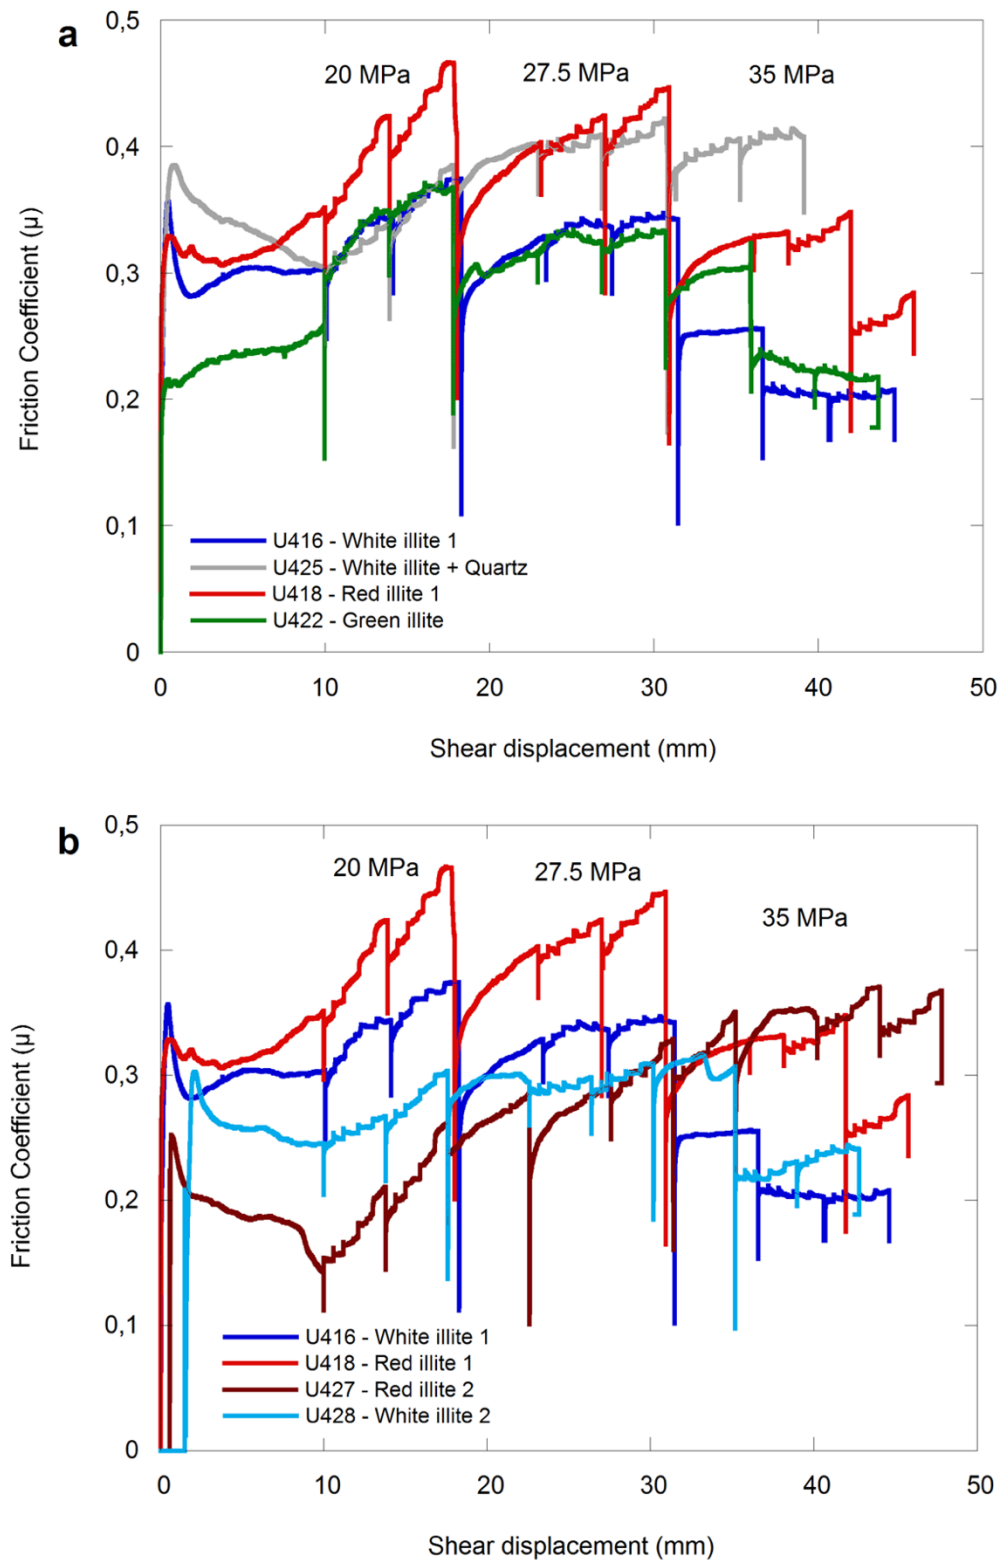 a
0,5
20 MPa
27.5 MPa
35 MPa
0,4
0,3
0,2
0,1
0
Friction Coefficient (μ)
U416 - White illite 1
U425 - White illite + Quartz
U418 - Red illite 1
U422 - Green illite
0 10 20 30 40 50
Shear displacement (mm)
b
0,5
20 MPa
27.5 MPa
35 MPa
0,4
0,3
0,2
0,1
0
Friction Coefficient (μ)
U416 - White illite 1
U418 - Red illite 1
U427 - Red illite 2
U428 - White illite 2
0 10 20 30 40 50
Shear displacement (mm)